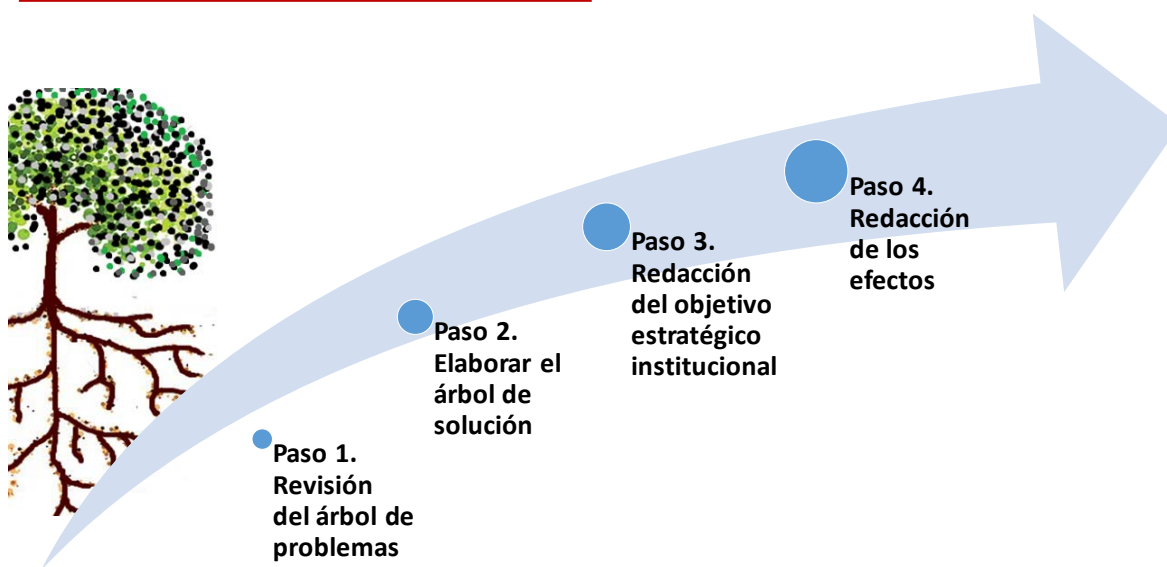 Paso 1.
Revisión
del árbol de
problemas
Paso 2.
Elaborar el
árbol de
solución
Paso 3.
Redacción
del objetivo
estratégico
institucional
Paso 4.
Redacción
de los
efectos